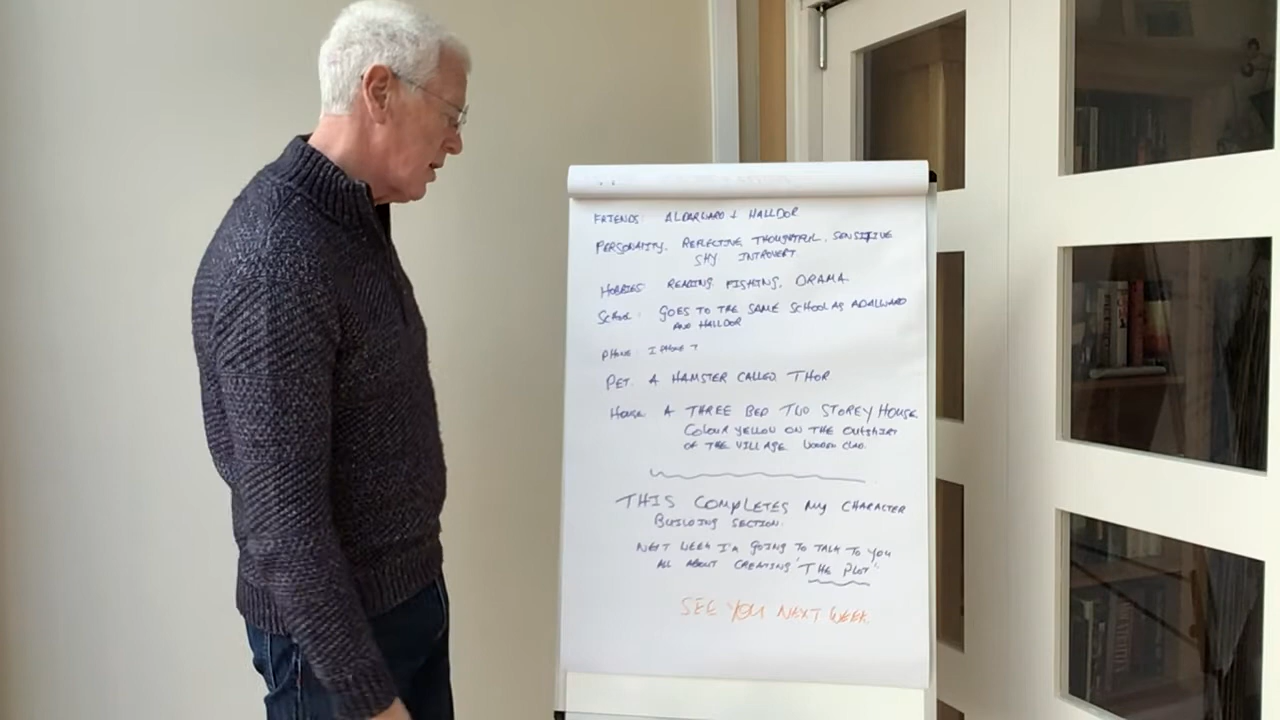 FRIENDS: ALDARWARD & HALLDOR
PERSONALITY. REFLECTIVE, THOUGHTFUL, SENSITIVE
SHY. INTROVERT.
HOBBIES READING, FISHING, DRAMA.
SCHOOL: GOES TO THE SAME SCHOOL AS ADALWARD
AND HALLDOR
PHONE: I PHONE 7
PET. A HAMSTER CALLED THOR
HOUSE A THREE BED TWO STOREY HOUSE
COLOUR YELLOW ON THE OUTSKIRT
OF THE VILLAGE. WOODEN CLAD.
THIS COMPLETES MY CHARACTER
BUILDING SECTION.
NEXT WEEK I'M GOING TO TALK TO YOU
ALL ABOUT CREATING 'THE PLOT'.
SEE YOU NEXT WEEK.